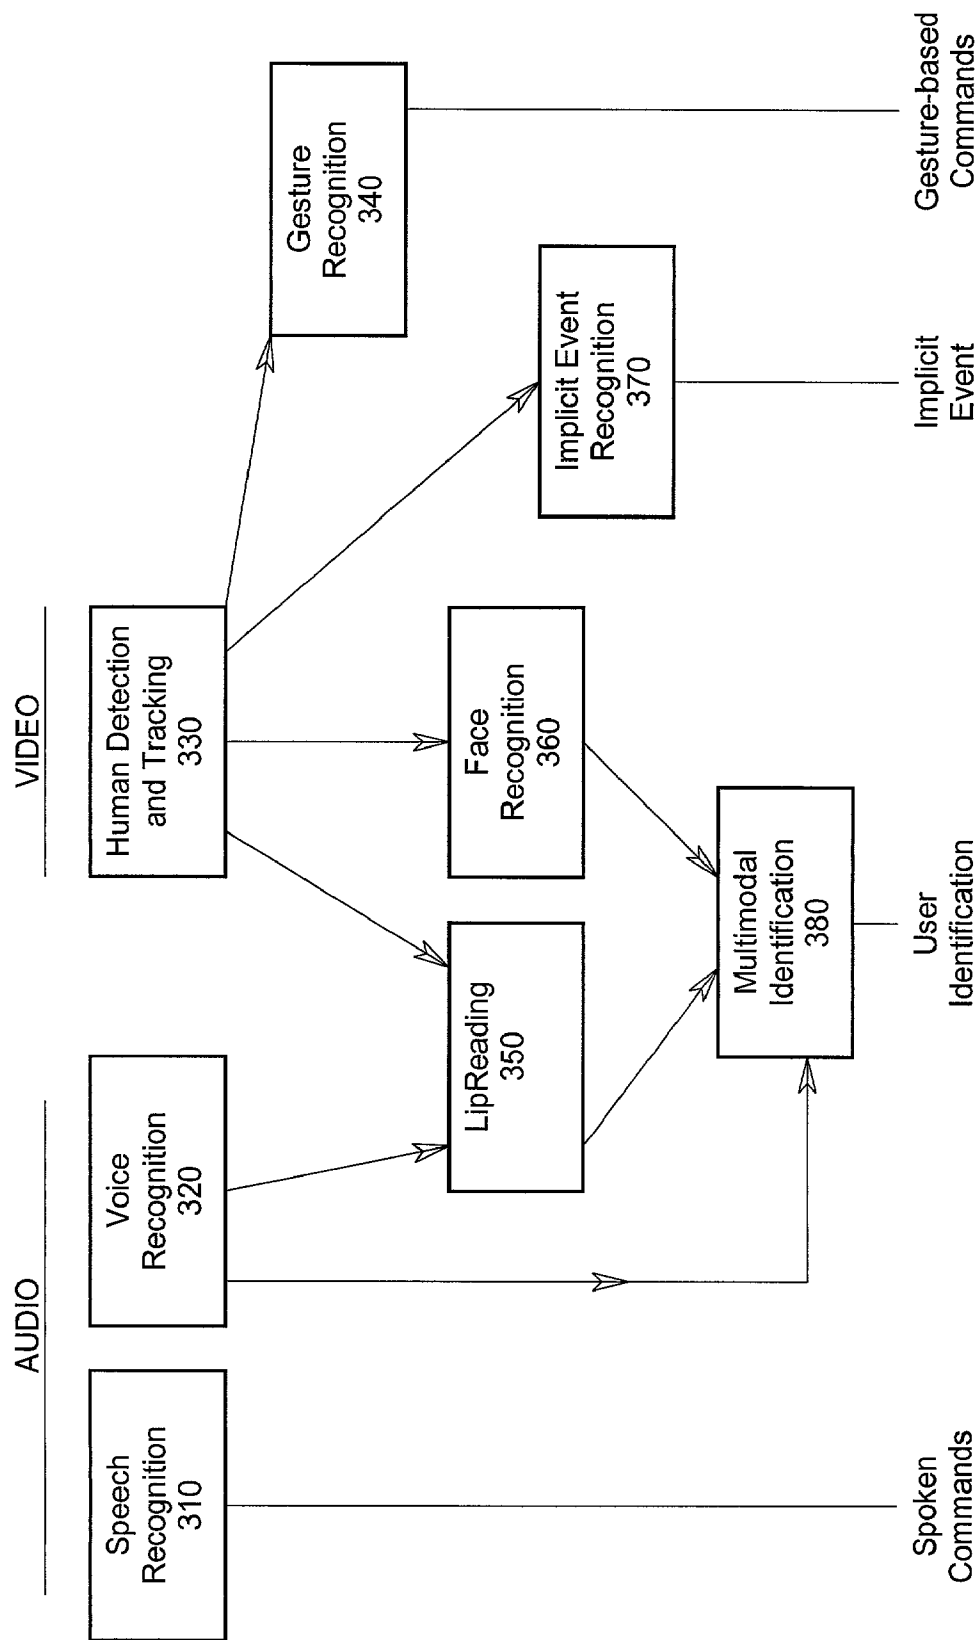 AUDIO
VIDEO
Speech
Recognition
310
Voice
Recognition
320
Human Detection
and Tracking
330
Gesture
Recognition
340
LipReading
350
Face
Recognition
360
Implicit Event
Recognition
370
Multimodal
Identification
380
Spoken
Commands
User
Identification
Implicit
Event
Gesture-based
Commands